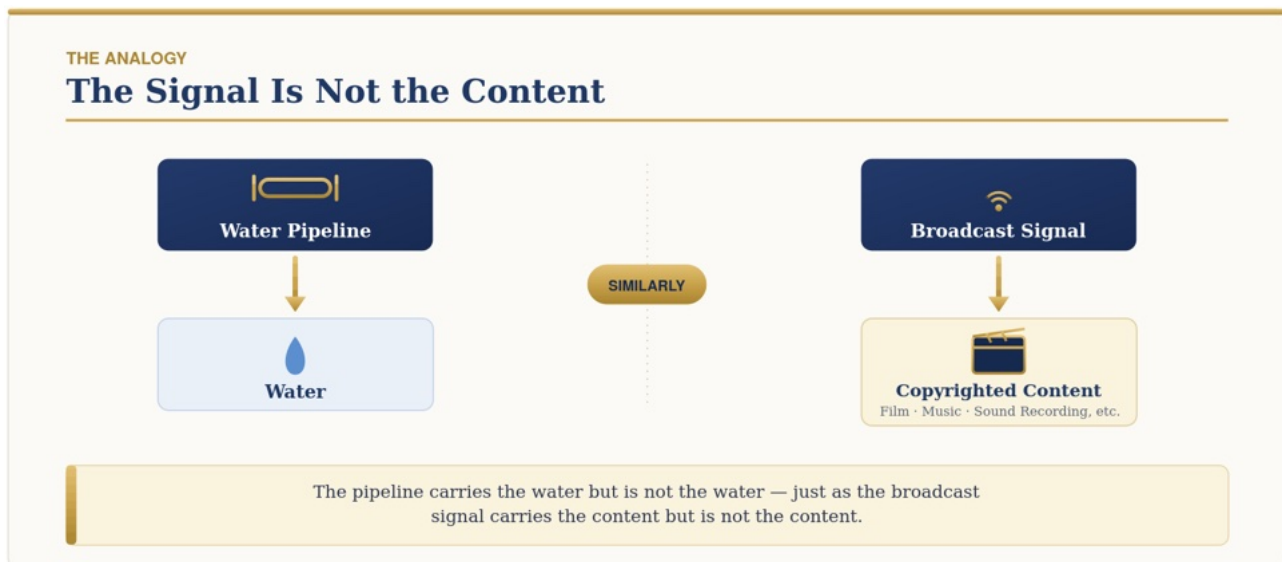 THE ANALOGY
The Signal Is Not the Content
Water Pipeline
Broadcast Signal
SIMILARLY
Water
Copyrighted Content
Film · Music · Sound Recording, etc.
The pipeline carries the water but is not the water — just as the broadcast
signal carries the content but is not the content.